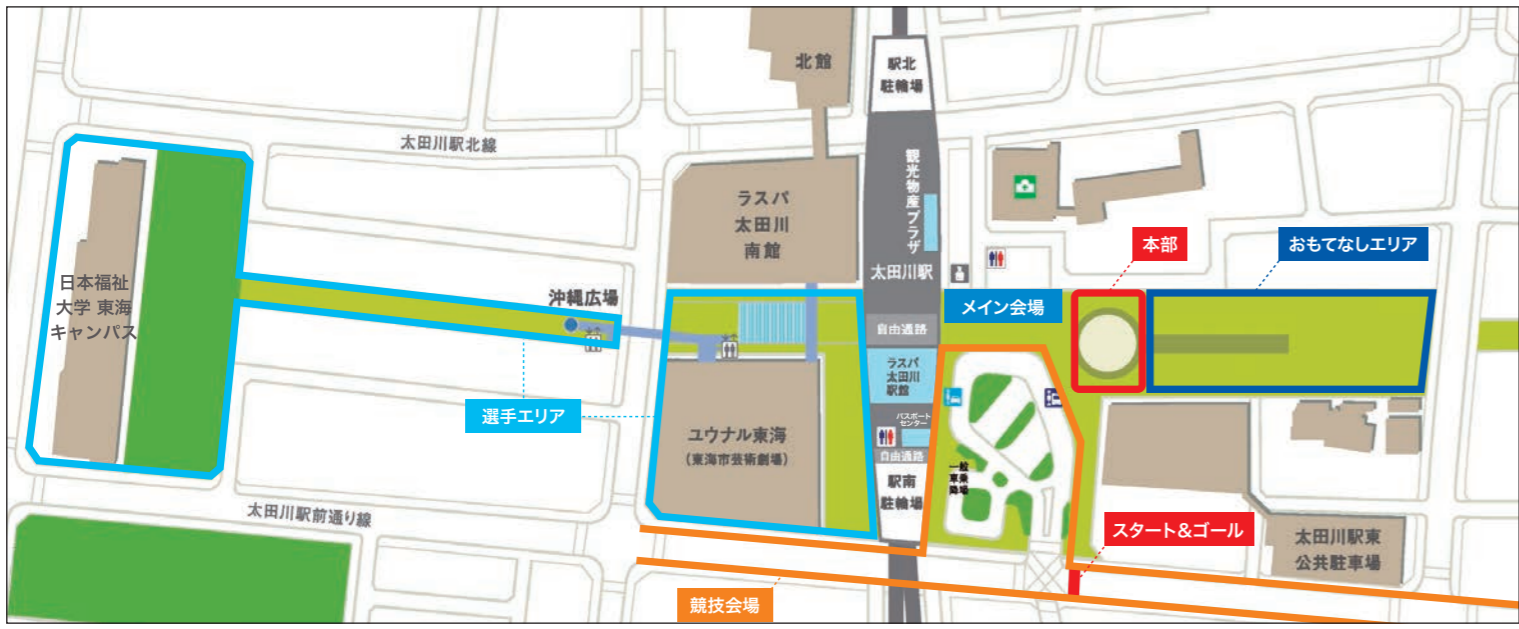 北館
駅北
駐輪場
太田川駅北線
観光物産プラザ
ラスパ
太田川
南館
本部
おもてなしエリア
太田川駅
日本福祉
大学 東海
キャンパス
沖縄広場
メイン会場
自由通路
ラスパ
太田川
駅館
選手エリア
パスポート
センター
ユウナル東海
(東海市芸術劇場)
自由通路
一般
車乗
降場
駅南
駐輪場
太田川駅前通り線
スタート&ゴール
太田川駅東
公共駐車場
競技会場